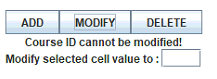 ADD MODIFY DELETE
Course ID cannot be modified!
Modify selected cell value to :